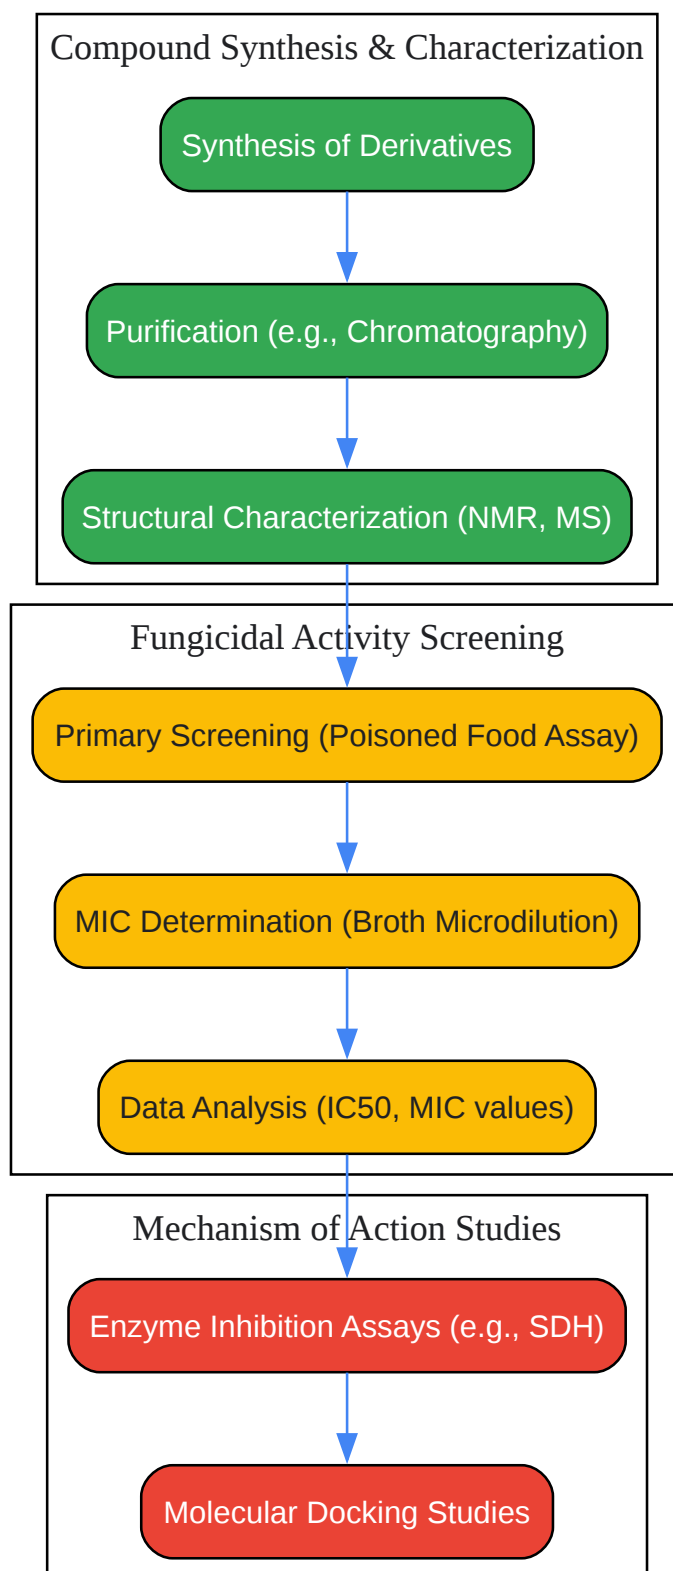 Compound Synthesis & Characterization
Synthesis of Derivatives
Purification (e.g., Chromatography)
Structural Characterization (NMR, MS)
Fungicidal Activity Screening
Primary Screening (Poisoned Food Assay)
MIC Determination (Broth Microdilution)
Data Analysis (IC50, MIC values)
Mechanism of Action Studies
Enzyme Inhibition Assays (e.g., SDH)
Molecular Docking Studies